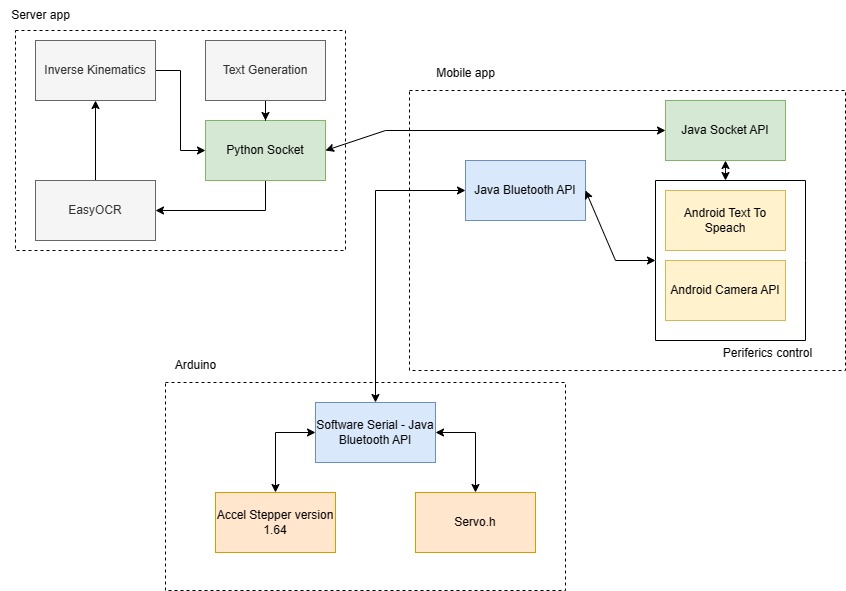 Server app
Inverse Kinematics
Text Generation
Python Socket
EasyOCR
Mobile app
Java Socket API
Java Bluetooth API
Android Text To
Speach
Android Camera API
Periferics control
Arduino
Software Serial - Java
Bluetooth API
Accel Stepper version
1.64
Servo.h